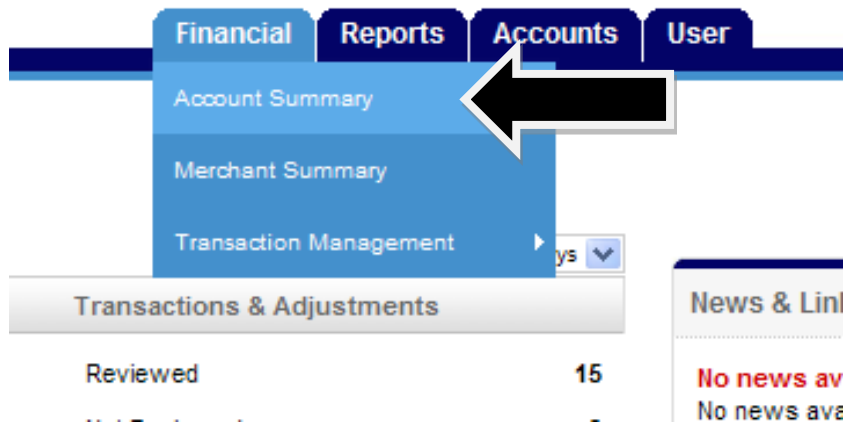 Financial Reports Accounts User
Account Summary
Merchant Summary
Transaction Management
ys
Transactions & Adjustments
News & Lin
Reviewed 15
No news av
No news ava